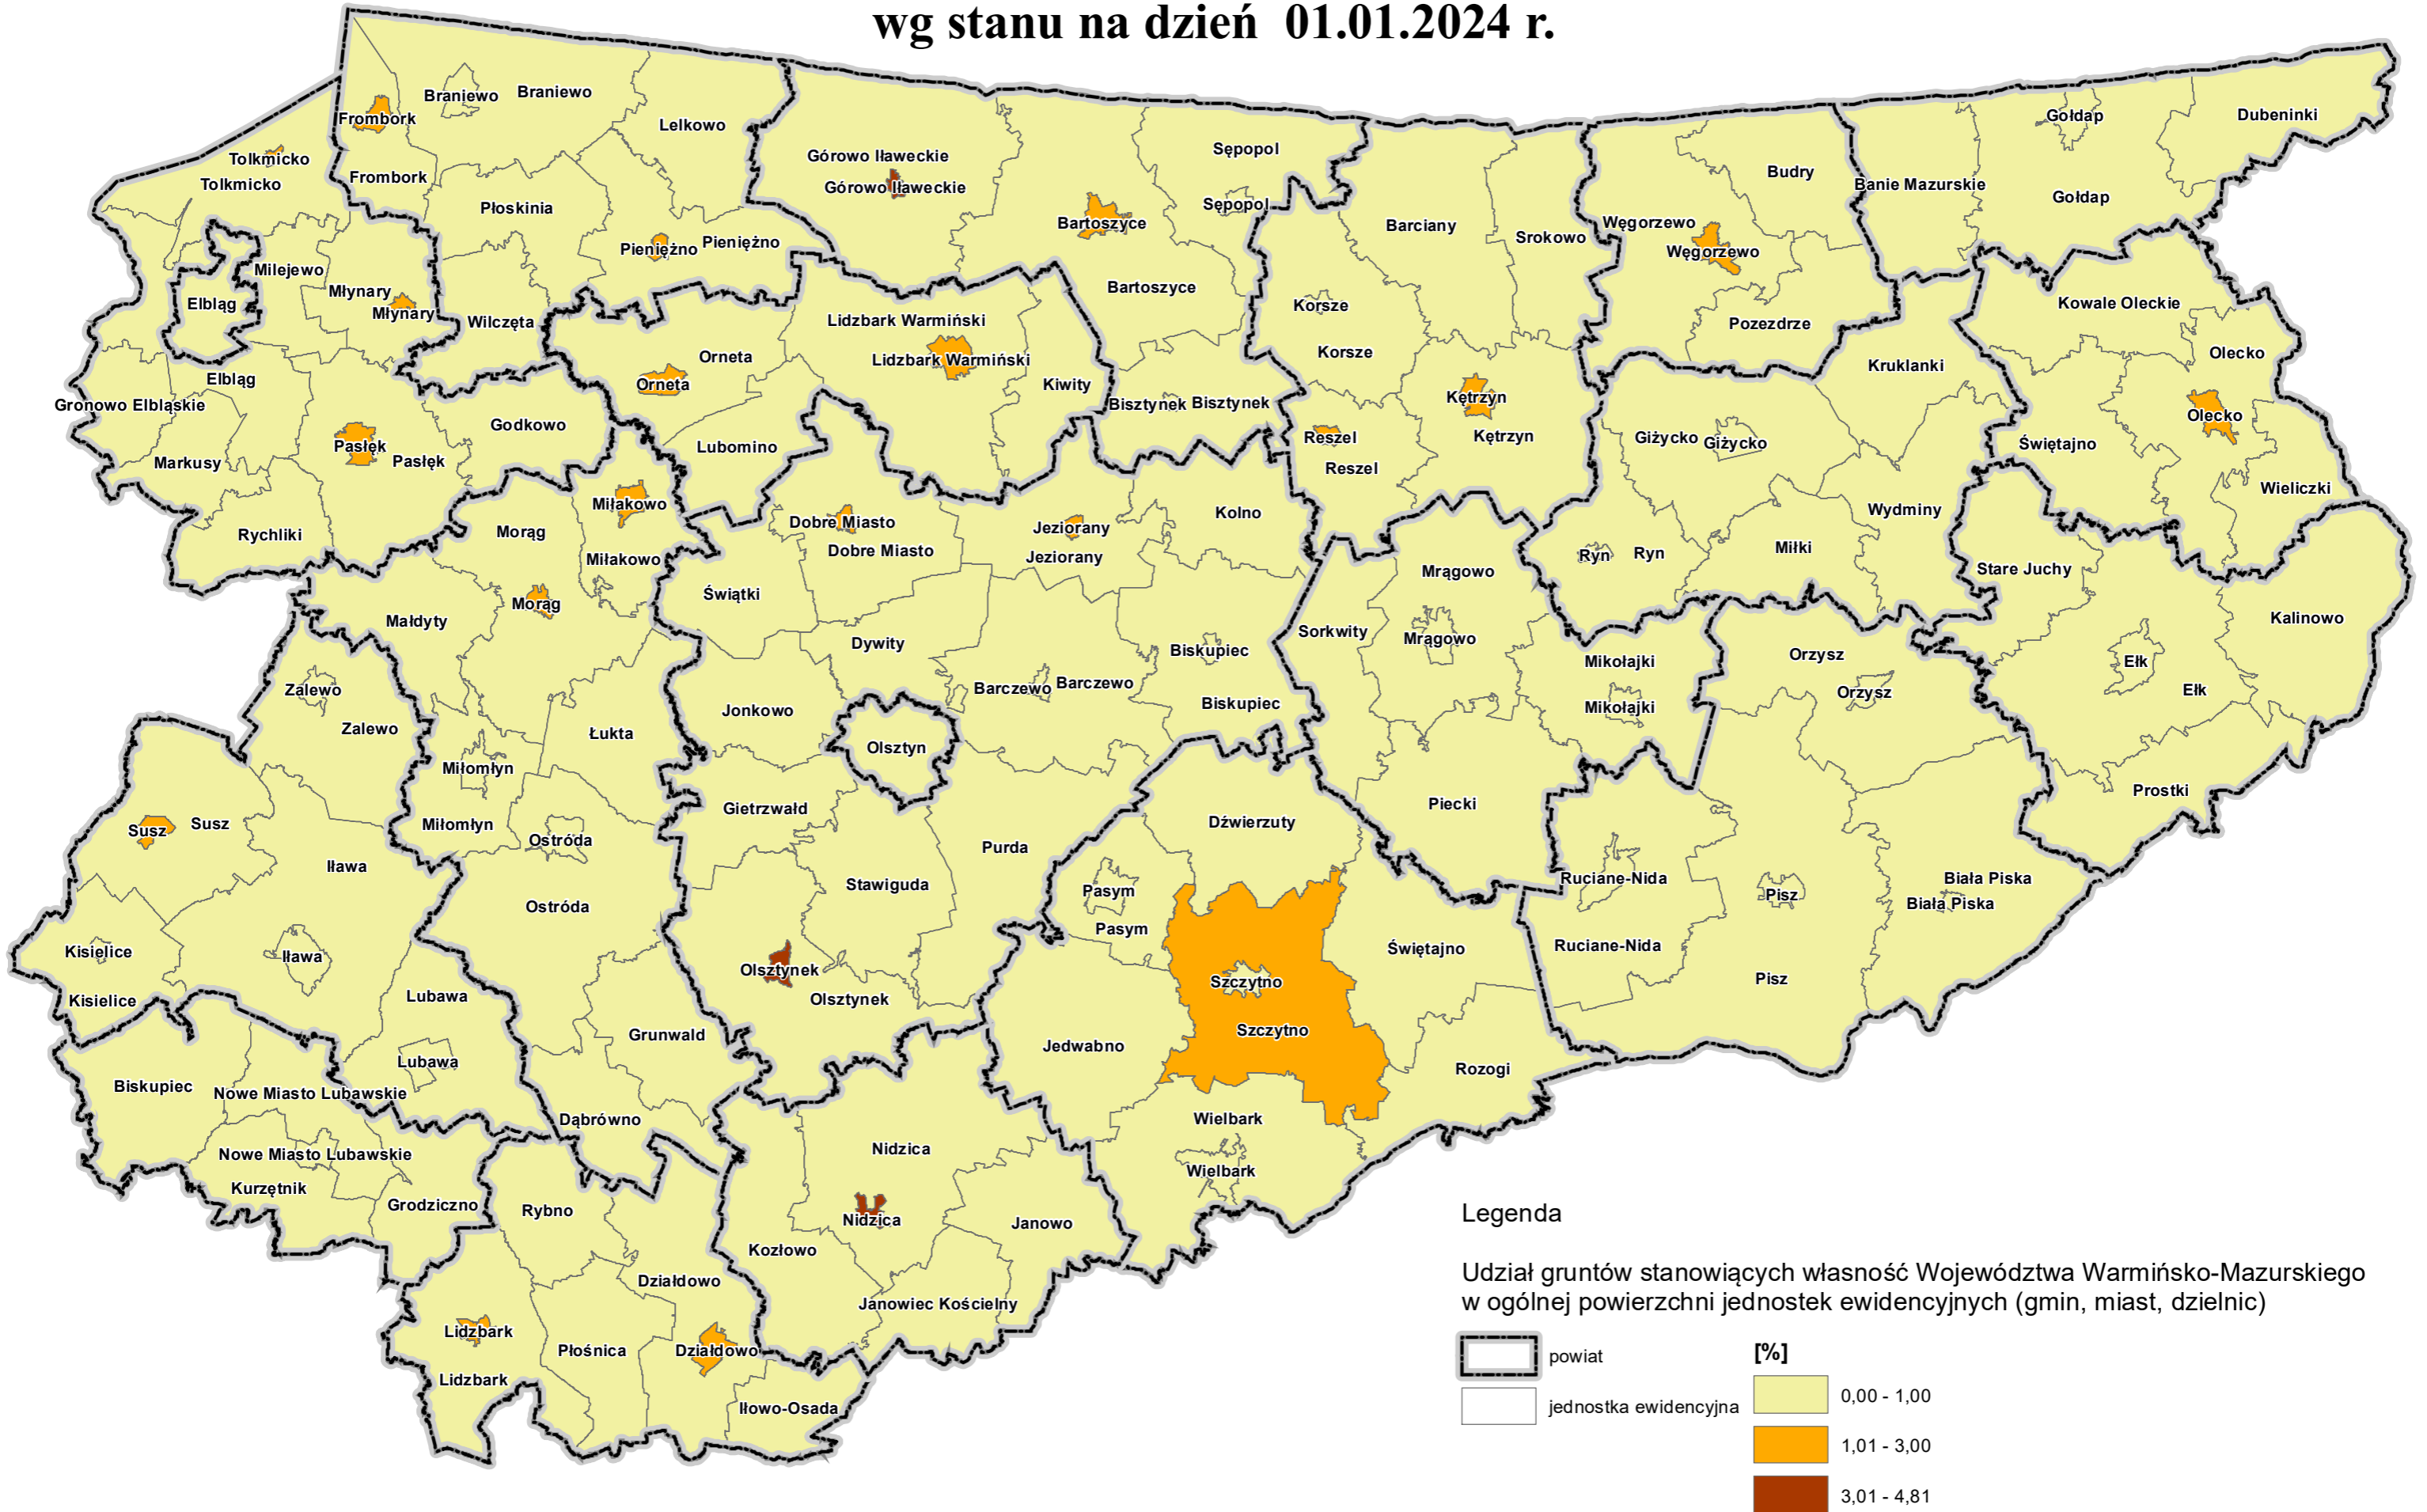 wg stanu na dzień 01.01.2024 r.
Braniewo
Braniewo
Frombork
Lelkowo
Gołdap
Dubeninki
Tolkmicko
Tolkmicko
Frombork
Górowo Iławeckie
Górowo Iławeckie
Sępopol
Sępopol
Budry
Banie Mazurskie
Gołdap
Płoskinia
Bartoszyce
Barciany
Srokowo
Węgorzewo
Węgorzewo
Pieniężno
Pieniężno
Milejewo
Młynary
Młynary
Elbląg
Wilczęta
Bartoszyce
Korsze
Korsze
Kowale Oleckie
Pozezdrze
Lidzbark Warmiński
Lidzbark Warmiński
Orneta
Orneta
Kiwity
Olecko
Kruklanki
Elbląg
Gronowo Elbląskie
Bisztynek
Bisztynek
Kętrzyn
Kętrzyn
Olecko
Godkowo
Pasłęk
Pasłęk
Lubomino
Reszel
Reszel
Giżycko
Giżycko
Świętajno
Markusy
Wieliczki
Miłakowo
Miłakowo
Morąg
Morąg
Rychliki
Dobre Miasto
Dobre Miasto
Jeziorany
Jeziorany
Kolno
Wydminy
Ryn
Ryn
Miłki
Stare Juchy
Mrągowo
Mrągowo
Świątki
Małdyty
Dywity
Sorkwity
Kalinowo
Biskupiec
Biskupiec
Mikołajki
Mikołajki
Orzysz
Orzysz
Ełk
Ełk
Zalewo
Zalewo
Barczewo
Barczewo
Jonkowo
Łukta
Olsztyn
Miłomłyn
Miłomłyn
Gietrzwałd
Piecki
Prostki
Susz
Susz
Dźwierzuty
Ostróda
Ostróda
Purda
Iława
Iława
Stawiguda
Pasym
Pasym
Ruciane-Nida
Ruciane-Nida
Pisz
Pisz
Biała Piska
Biała Piska
Kisielice
Kisielice
Świętajno
Olsztynek
Olsztynek
Szczytno
Szczytno
Lubawa
Lubawa
Grunwald
Jedwabno
Rozogi
Biskupiec
Nowe Miasto Lubawskie
Nowe Miasto Lubawskie
Dąbrówno
Wielbark
Wielbark
Nidzica
Nidzica
Kurzętnik
Grodziczno
Rybno
Janowo
Kozłowo
Działdowo
Działdowo
Janowiec Kościelny
Lidzbark
Lidzbark
Płośnica
Iłowo-Osada
Legenda
Udział gruntów stanowiących własność Województwa Warmińsko-Mazurskiego
w ogólnej powierzchni jednostek ewidencyjnych (gmin, miast, dzielnic)
powiat
jednostka ewidencyjna
[%]
0,00 - 1,00
1,01 - 3,00
3,01 - 4,81